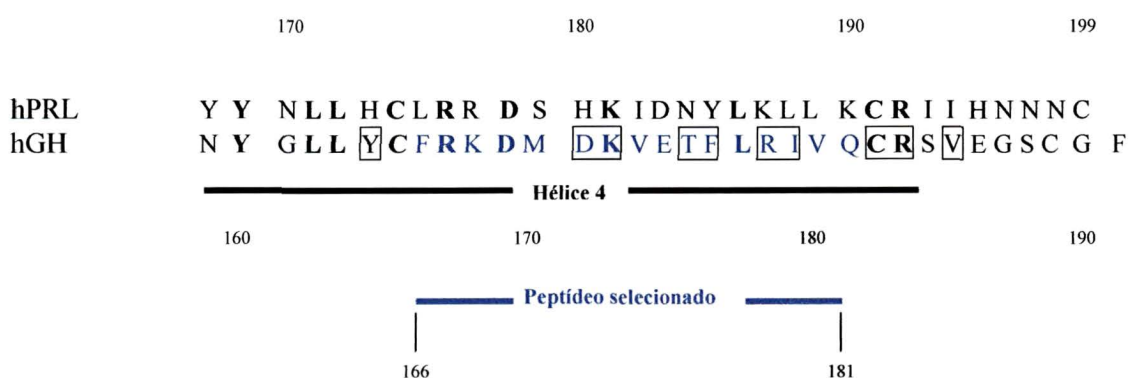 170 180 190 199
hPRL Y Y N L L H C L R R D S H K I D N Y L K L L K C R I I H N N N C
hGH N Y G L L Y C F R K D M D K V E T F L R I V Q C R S V E G S C G F
Hélice 4
160 170 180 190
Peptídeo selecionado
166 181